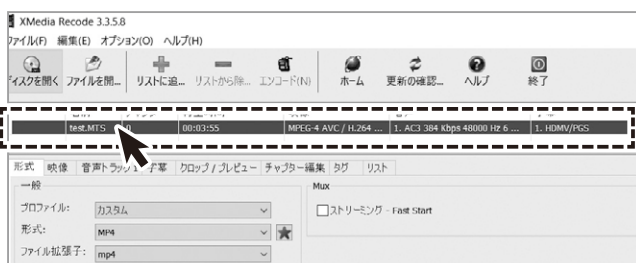 XMedia Recode 3.3.5.8
ファイル(F) 編集(E) オプション(O) ヘルプ(H)
ディスクを開く ファイルを開... リストに追... リストから除... エンコード(N) ホーム 更新の確認... ヘルプ 終了
test.MTS 0 00:03:55 MPEG-4 AVC / H.264 ... 1. AC3 384 Kbps 48000 Hz 6 ... 1. HDMV/PGS
形式 映像 音声トラック 1 字幕 クロップ / プレビュー チャプター編集 タグ リスト
一般 Mux
プロファイル: カスタム ストリーミング - Fast Start
形式: MP4
ファイル拡張子: mp4